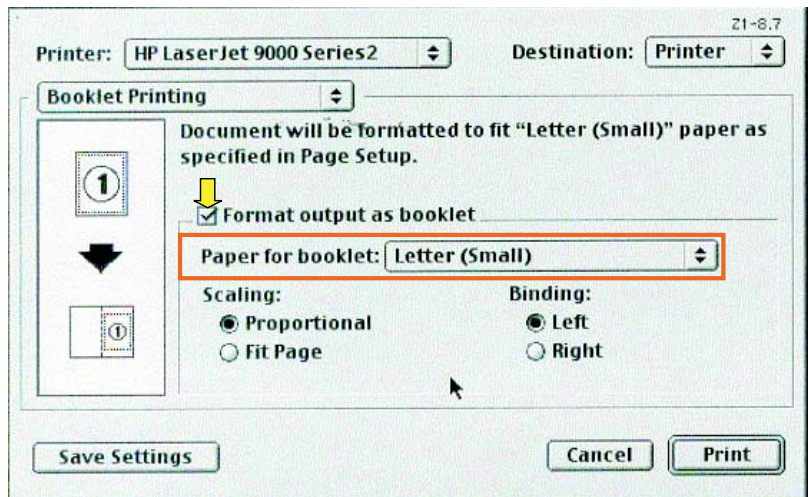 Z1-8.7
Printer: HP LaserJet 9000 Series2 Destination: Printer
Booklet Printing
Document will be formatted to fit “Letter (Small)” paper as
specified in Page Setup.
1
Format output as booklet
Paper for booklet: Letter (Small)
Scaling: Binding:
Proportional Left
1
Fit Page Right
Save Settings Cancel Print